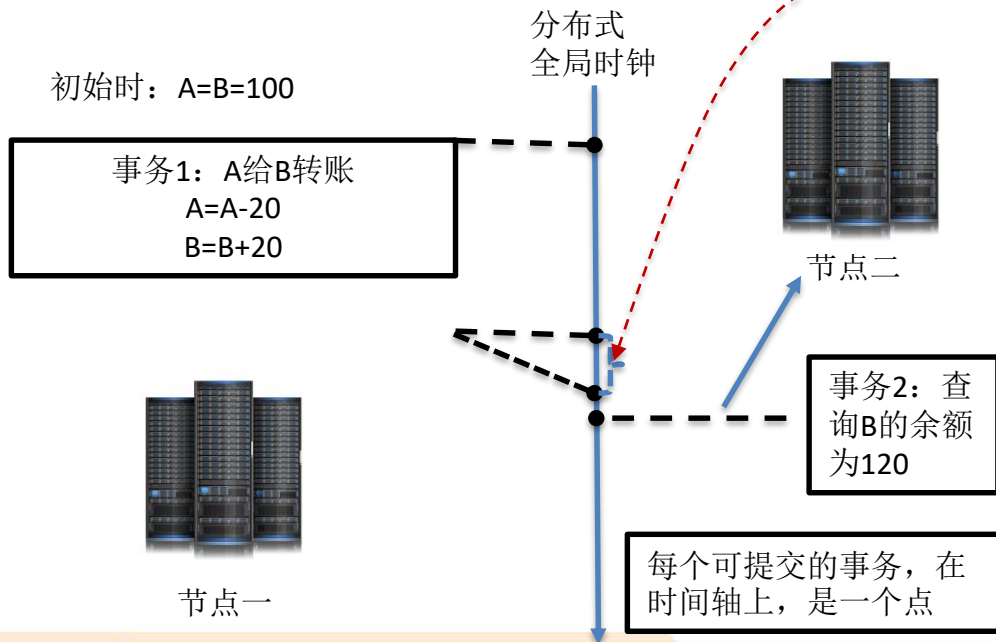 分布式
全局时钟
初始时：A=B=100
事务1：A给B转账
A=A-20
B=B+20
节点二
事务2：查
询B的余额
为120
每个可提交的事务，在
时间轴上，是一个点
节点一